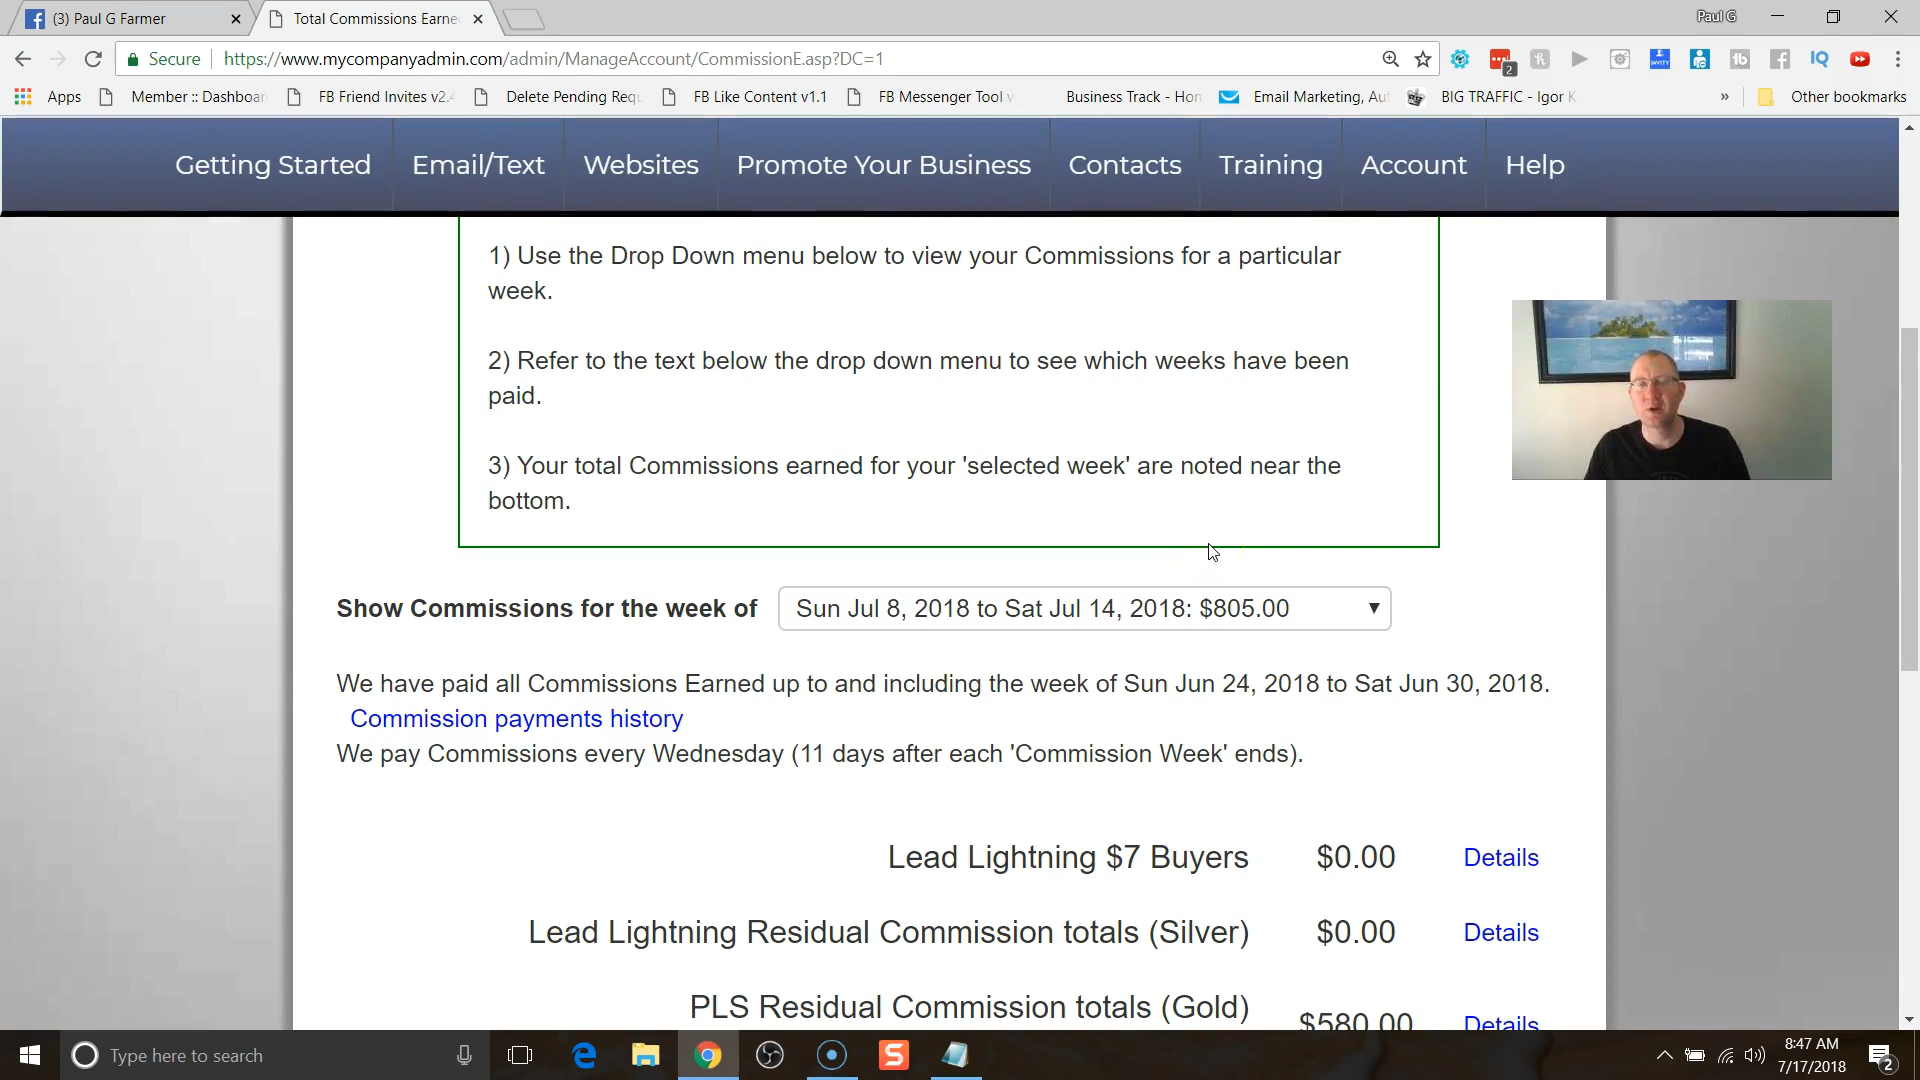 (3) Paul G Farmer
Total Commissions Earne
Paul G
Secure
https://www.mycompanyadmin.com/admin/ManageAccount/CommissionE.asp?DC=1
2
INVITY
tb
IQ
Apps
Member :: Dashboar
FB Friend Invites v2.4
Delete Pending Requ
FB Like Content v1.1
FB Messenger Tool v
Business Track - Hom
Email Marketing, Aut
BIG TRAFFIC - Igor K
»
Other bookmarks
Getting Started
Email/Text
Websites
Promote Your Business
Contacts
Training
Account
Help
1) Use the Drop Down menu below to view your Commissions for a particular
week.
2) Refer to the text below the drop down menu to see which weeks have been
paid.
3) Your total Commissions earned for your 'selected week' are noted near the
bottom.
Show Commissions for the week of
Sun Jul 8, 2018 to Sat Jul 14, 2018: $805.00
We have paid all Commissions Earned up to and including the week of Sun Jun 24, 2018 to Sat Jun 30, 2018.
Commission payments history
We pay Commissions every Wednesday (11 days after each 'Commission Week' ends).
Lead Lightning $7 Buyers $0.00 Details
Lead Lightning Residual Commission totals (Silver) $0.00 Details
PLS Residual Commission totals (Gold)
$580.00 Details
Type here to search
8:47 AM
7/17/2018
2